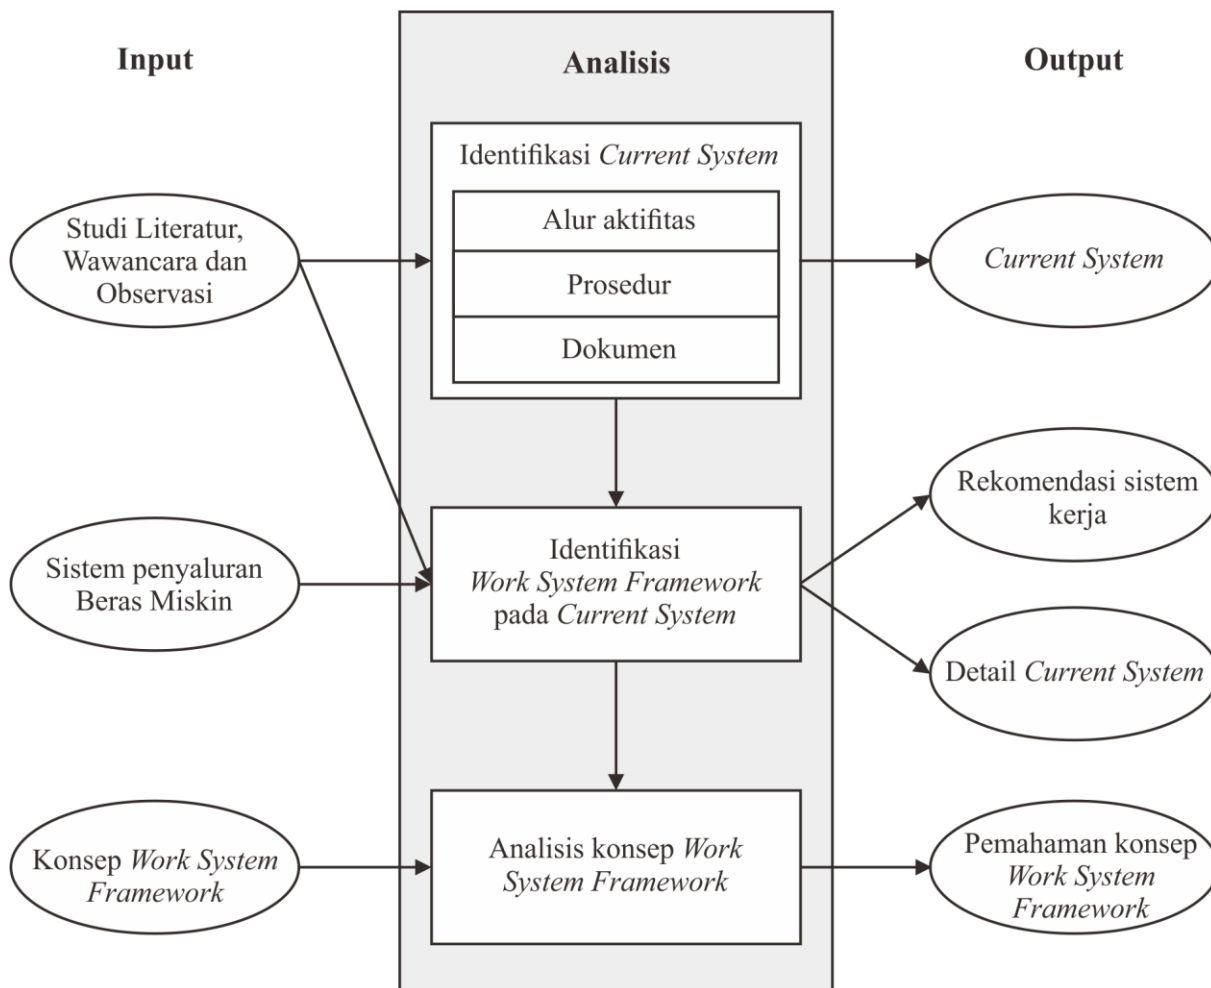 Input
Analisis
Output
Identifikasi Current System
Alur aktifitas
Prosedur
Dokumen
Studi Literatur,
Wawancara dan
Observasi
Current System
Rekomendasi sistem
kerja
Sistem penyaluran
Beras Miskin
Identifikasi
Work System Framework
pada Current System
Detail Current System
Konsep Work System
Framework
Analisis konsep Work
System Framework
Pemahaman konsep
Work System
Framework